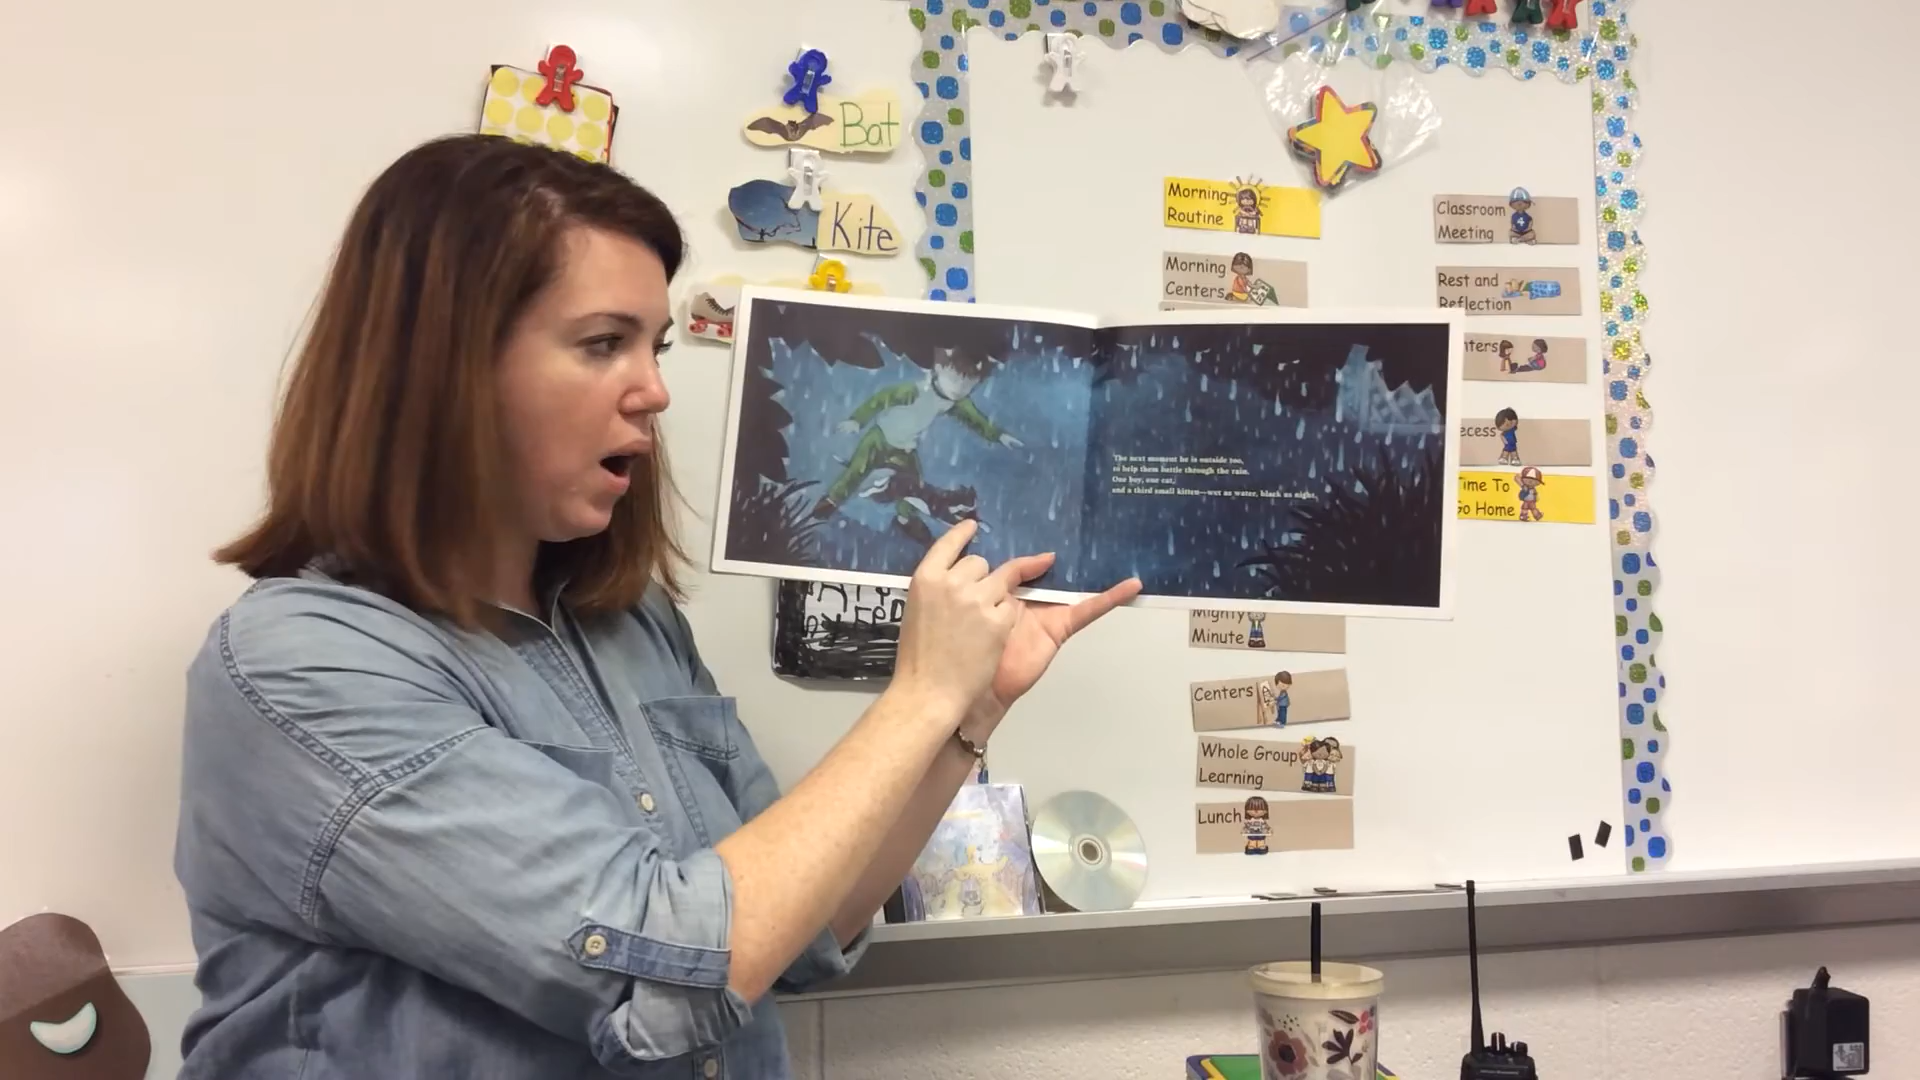 Bat
Kite
Morning
Routine
Morning
Centers
Classroom
Meeting
Rest and
Reflection
nters
ecess
Time To
Go Home
The next moment he is outside too,
to help them battle through the rain.
One boy, one cat,
and a third small kitten—wet as water, black as night.
Mighty
Minute
Centers
Whole Group
Learning
Lunch